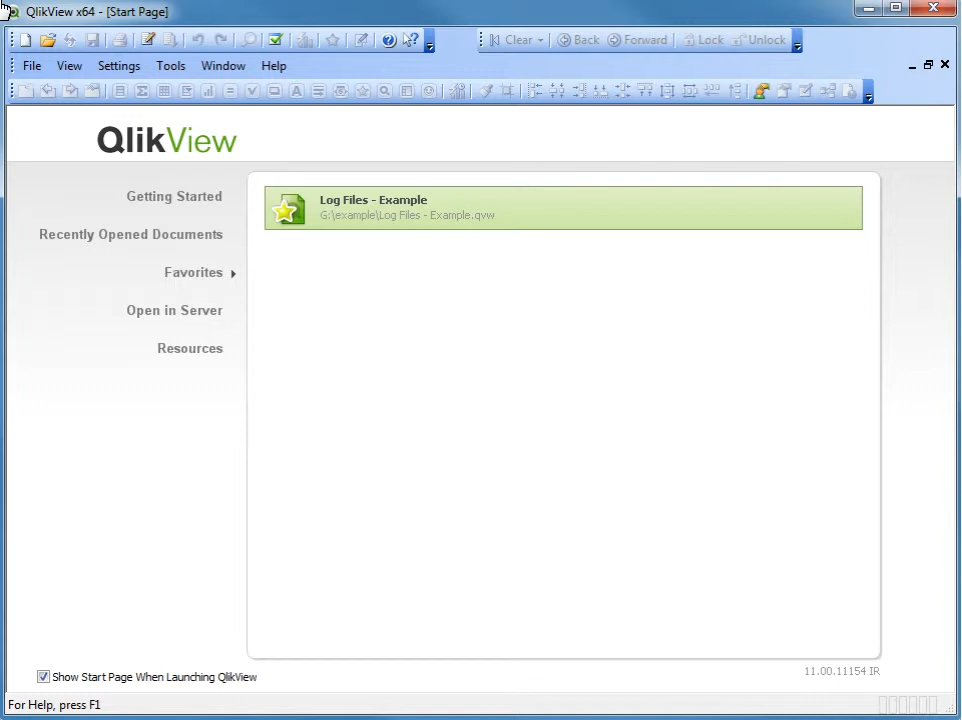 QlikView x64 - [Start Page]
Clear Back Forward Lock Unlock
File View Settings Tools Window Help
QlikView
Getting Started
Recently Opened Documents
Favorites
Open in Server
Resources
Log Files - Example
G:\example\Log Files - Example.qvw
Show Start Page When Launching QlikView
11.00.11154 IR
For Help, press F1